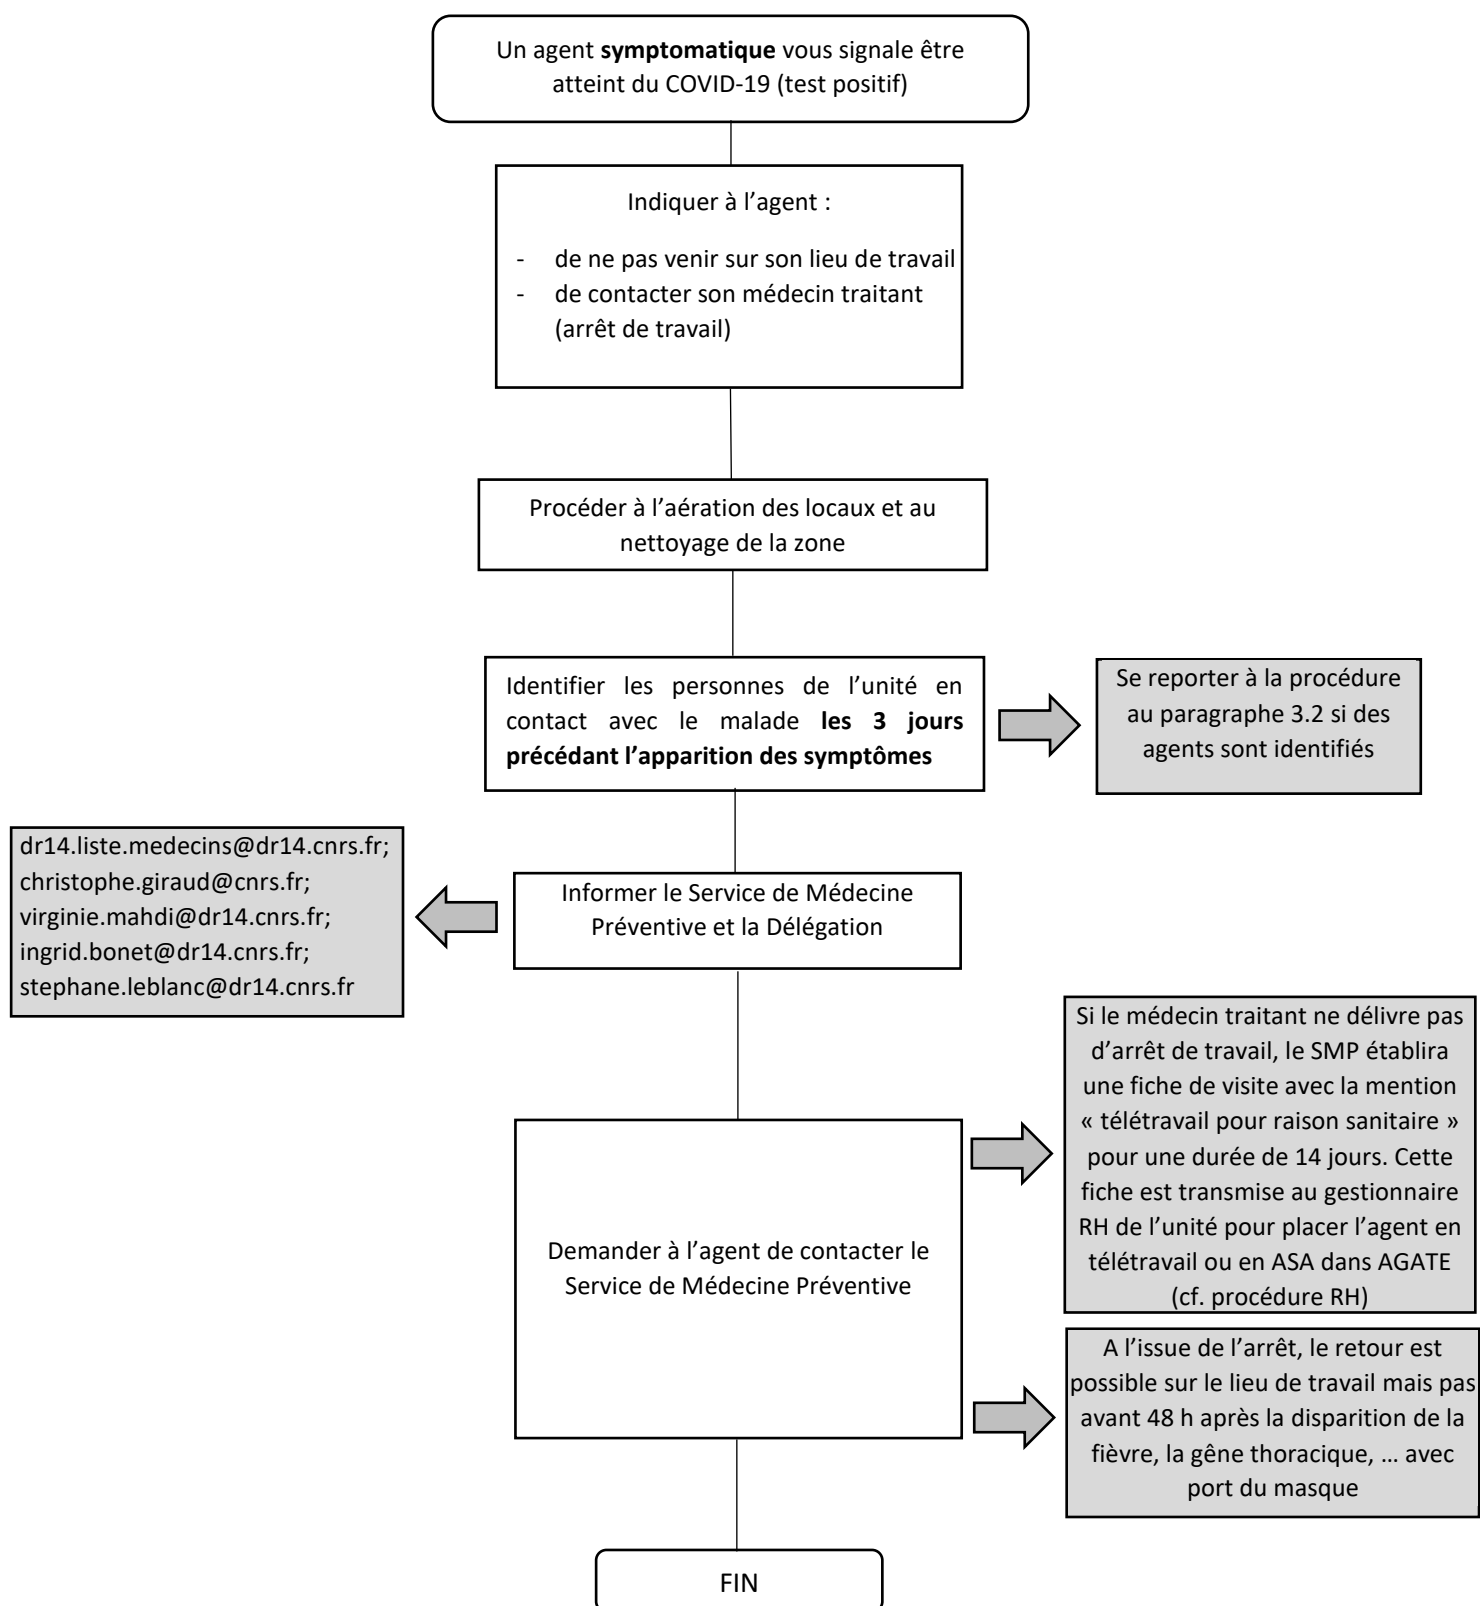 Un agent symptomatique vous signale être
atteint du COVID-19 (test positif)
Indiquer à l’agent :
- de ne pas venir sur son lieu de travail
- de contacter son médecin traitant
(arrêt de travail)
Procéder à l’aération des locaux et au
nettoyage de la zone
Identifier les personnes de l’unité en
contact avec le malade les 3 jours
précédant l’apparition des symptômes
Se reporter à la procédure
au paragraphe 3.2 si des
agents sont identifiés
dr14.liste.medecins@dr14.cnrs.fr;
christophe.giraud@cnrs.fr;
virginie.mahdi@dr14.cnrs.fr;
ingrid.bonet@dr14.cnrs.fr;
stephane.leblanc@dr14.cnrs.fr
Informer le Service de Médecine
Préventive et la Délégation
Si le médecin traitant ne délivre pas
d’arrêt de travail, le SMP établira
une fiche de visite avec la mention
« télétravail pour raison sanitaire »
pour une durée de 14 jours. Cette
fiche est transmise au gestionnaire
RH de l’unité pour placer l’agent en
télétravail ou en ASA dans AGATE
(cf. procédure RH)
Demander à l’agent de contacter le
Service de Médecine Préventive
A l’issue de l’arrêt, le retour est
possible sur le lieu de travail mais pas
avant 48 h après la disparition de la
fièvre, la gêne thoracique, … avec
port du masque
FIN